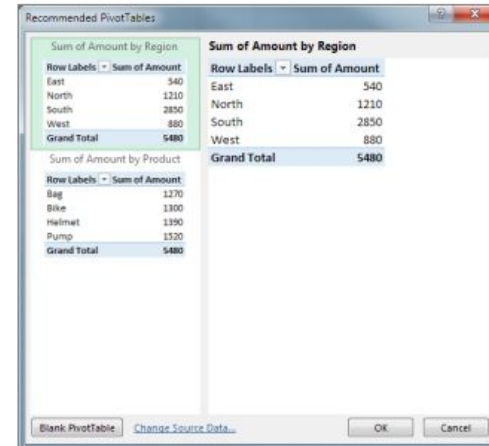 Recommended PivotTables
Sum of Amount by Region
Row Labels Sum of Amount
East 540
North 1210
South 2850
West 880
Grand Total 5480
Sum of Amount by Product
Row Labels Sum of Amount
Bag 1270
Bike 1300
Helmet 1390
Pump 1520
Grand Total 5480
Sum of Amount by Region
Row Labels Sum of Amount
East 540
North 1210
South 2850
West 880
Grand Total 5480
Blank PivotTable Change Source Data... OK Cancel